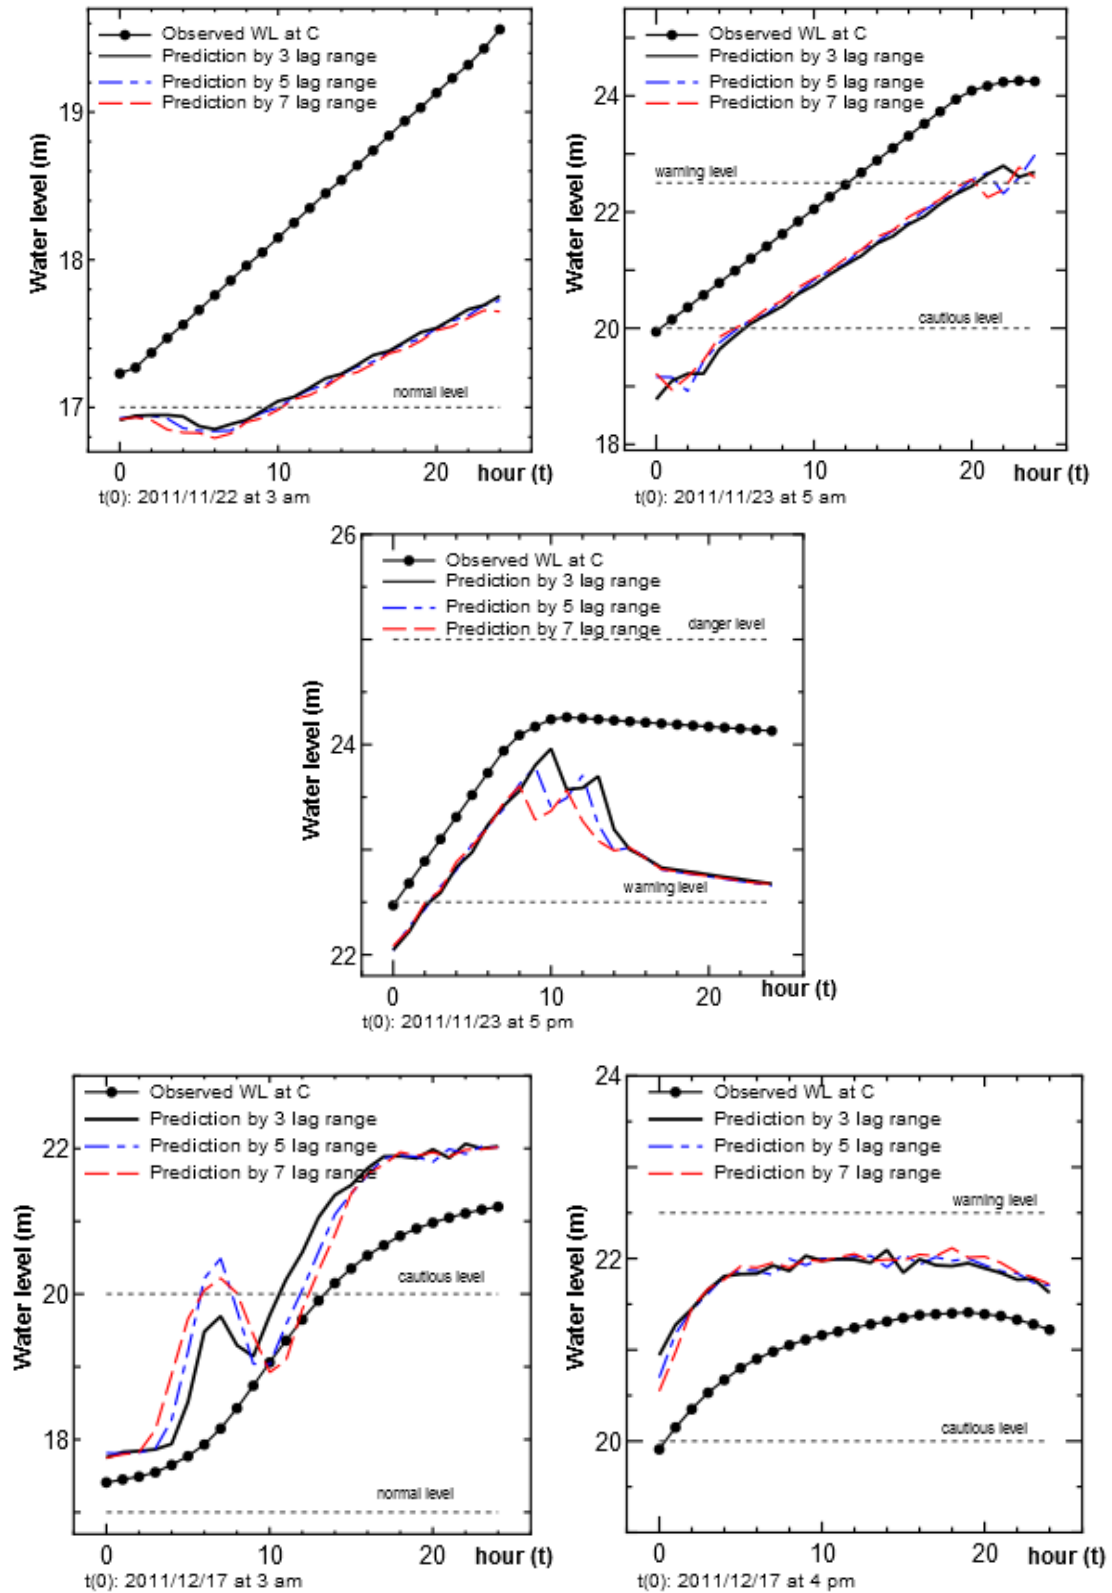 Observed WL at C
Prediction by 3 lag range
Prediction by 5 lag range
Prediction by 7 lag range
Water level (m)
19
18
17
normal level
0
10
20
hour (t)
t(0): 2011/11/22 at 3 am
Observed WL at C
Prediction by 3 lag range
Prediction by 5 lag range
Prediction by 7 lag range
Water level (m)
24
22
20
18
warning level
cautious level
0
10
20
hour (t)
t(0): 2011/11/23 at 5 am
Observed WL at C
Prediction by 3 lag range
Prediction by 5 lag range
Prediction by 7 lag range
Water level (m)
26
24
22
danger level
warning level
0
10
20
hour (t)
t(0): 2011/11/23 at 5 pm
Observed WL at C
Prediction by 3 lag range
Prediction by 5 lag range
Prediction by 7 lag range
Water level (m)
22
20
18
cautious level
normal level
0
10
20
hour (t)
t(0): 2011/12/17 at 3 am
Observed WL at C
Prediction by 3 lag range
Prediction by 5 lag range
Prediction by 7 lag range
Water level (m)
24
22
20
warning level
cautious level
0
10
20
hour (t)
t(0): 2011/12/17 at 4 pm